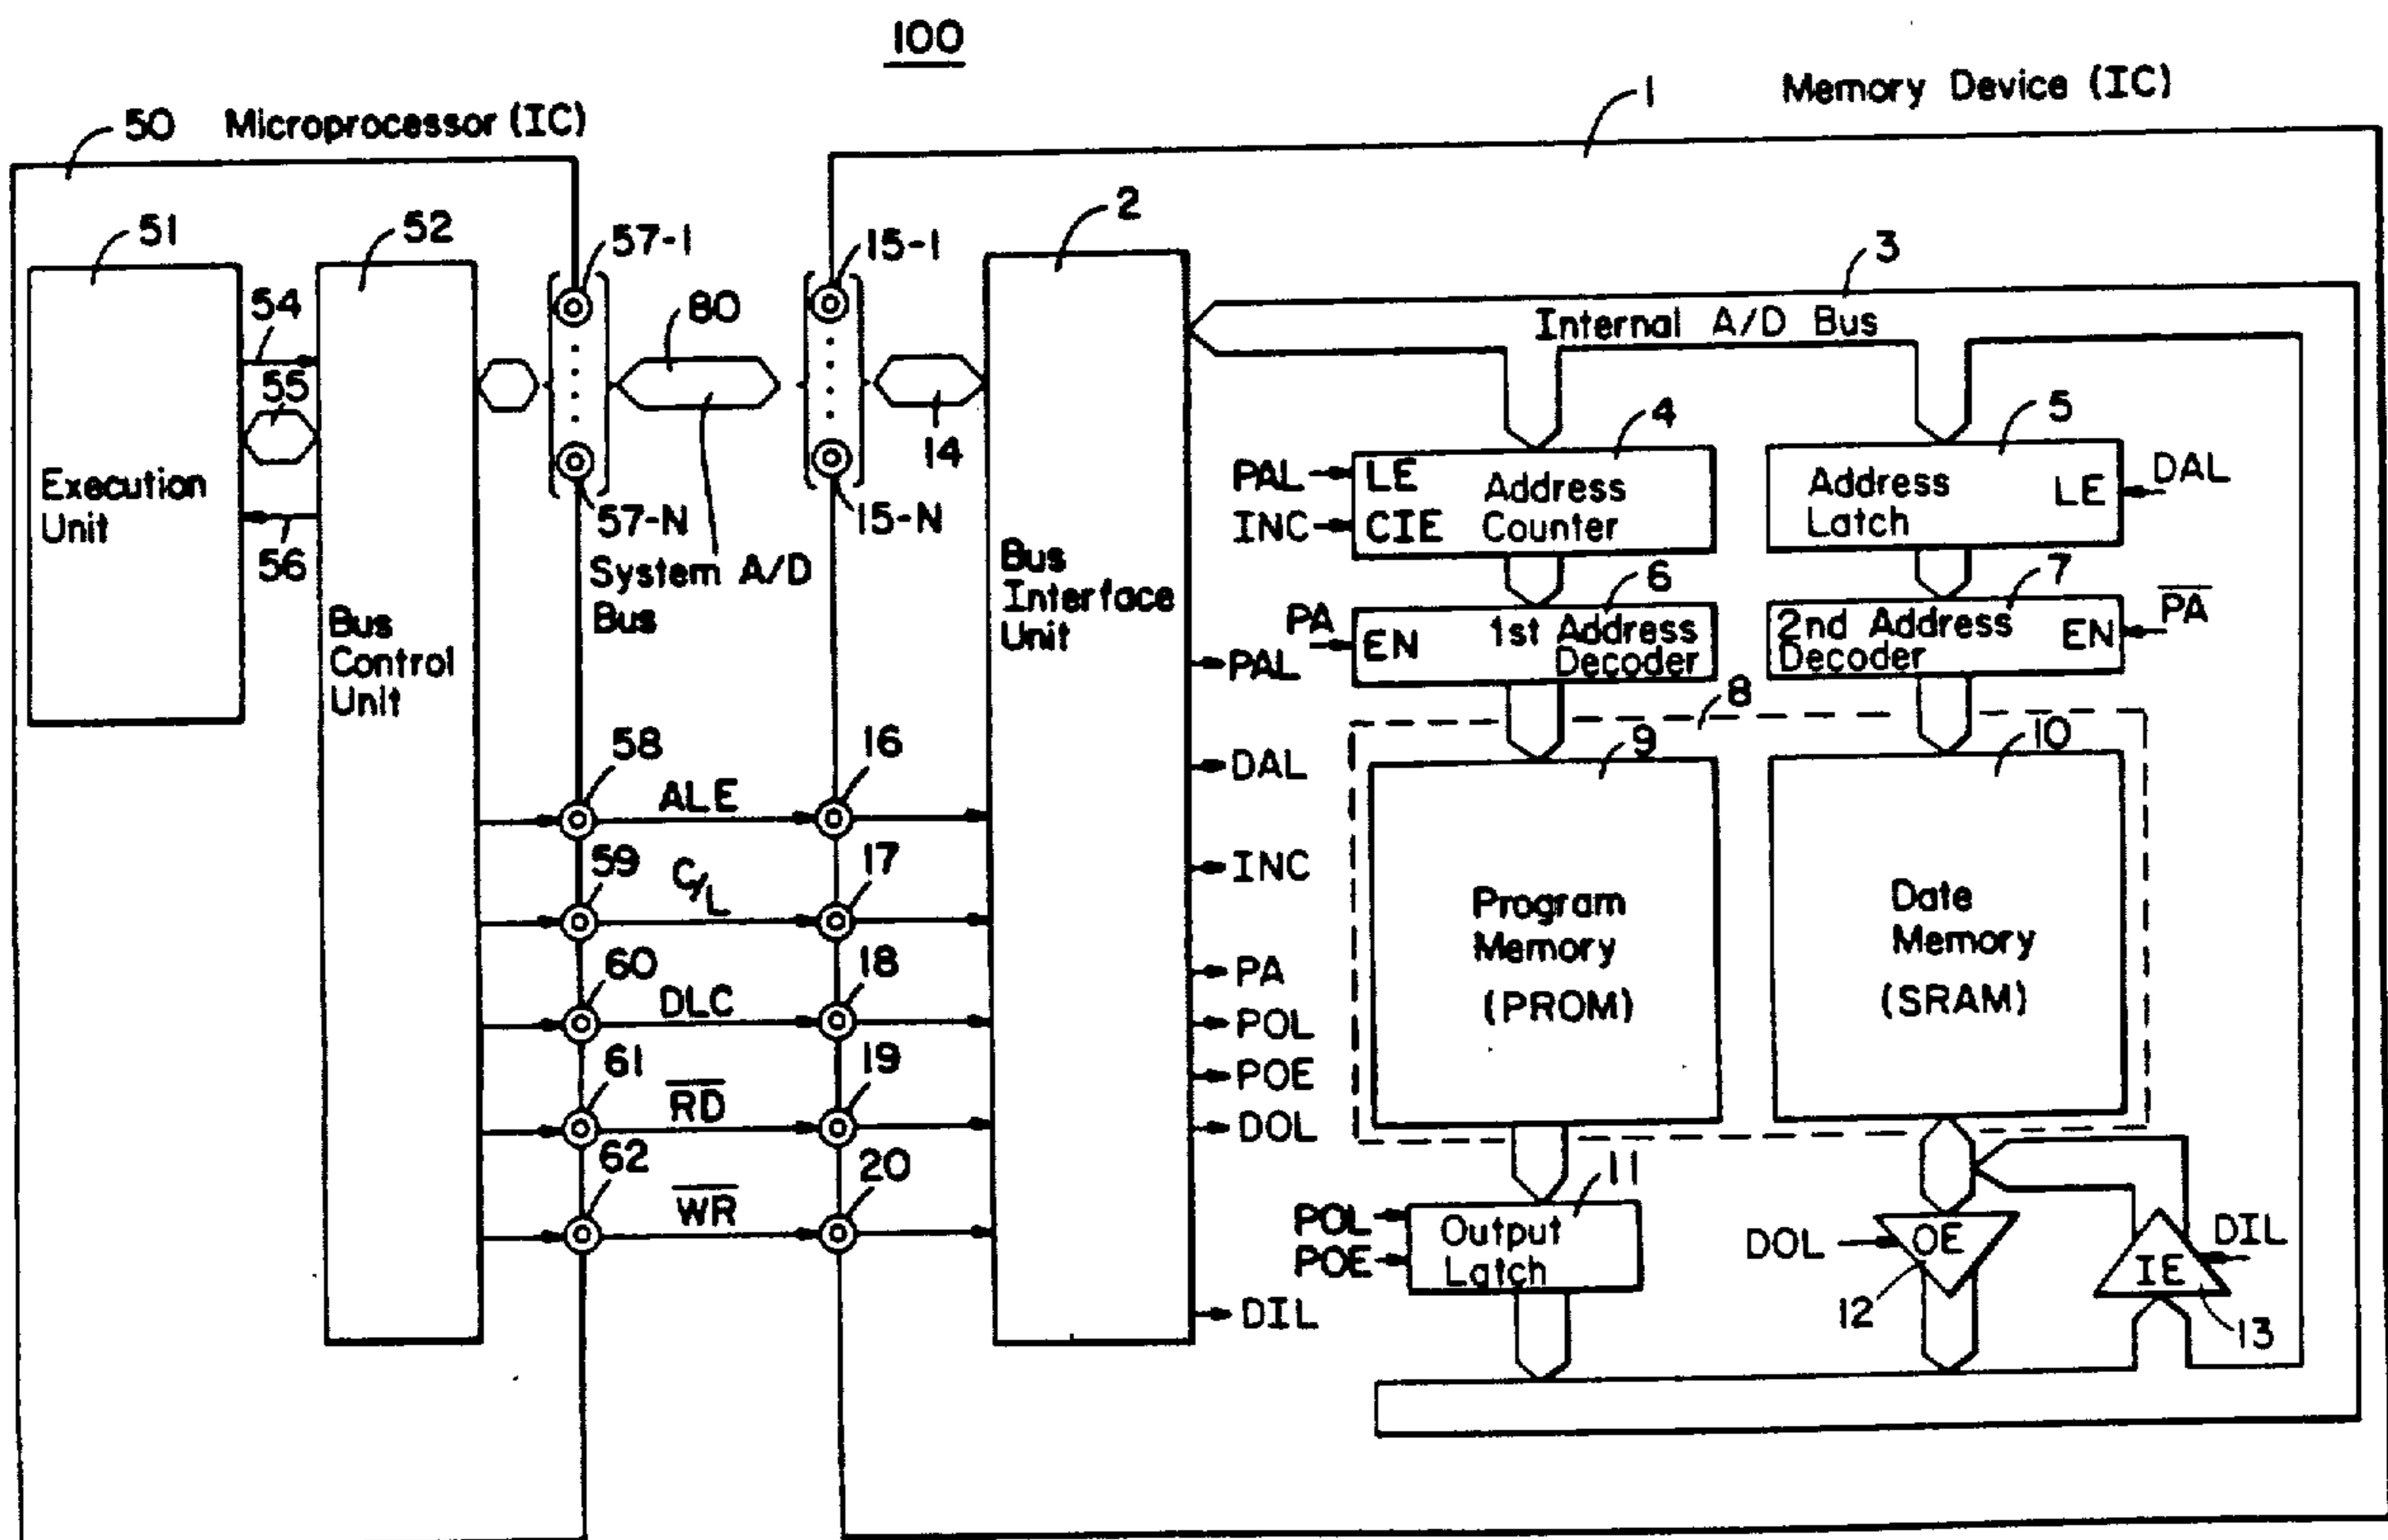 100
50 Microprocessor (IC)
1 Memory Device (IC)
51
52
57-1
15-1
2
3
54
80
Internal A/D Bus
55
14
4
5
Execution
Unit
56
57-N
15-N
System A/D
Bus
Bus
Control
Unit
Bus
Interface
Unit
PAL
LE
Address
Counter
INC
CIE
Address
Latch
LE
DAL
6
7
PA
EN
1st Address
Decoder
2nd Address
Decoder
EN
P̅A̅
PAL
8
58
16
9
10
ALE
DAL
59
17
C/L
INC
Program
Memory
(PROM)
Date
Memory
(SRAM)
60
18
DLC
PA
POL
61
19
R̅D̅
POE
DOL
62
20
W̅R̅
11
POL
POE
Output
Latch
DOL
OE
12
DIL
IE
13
DIL